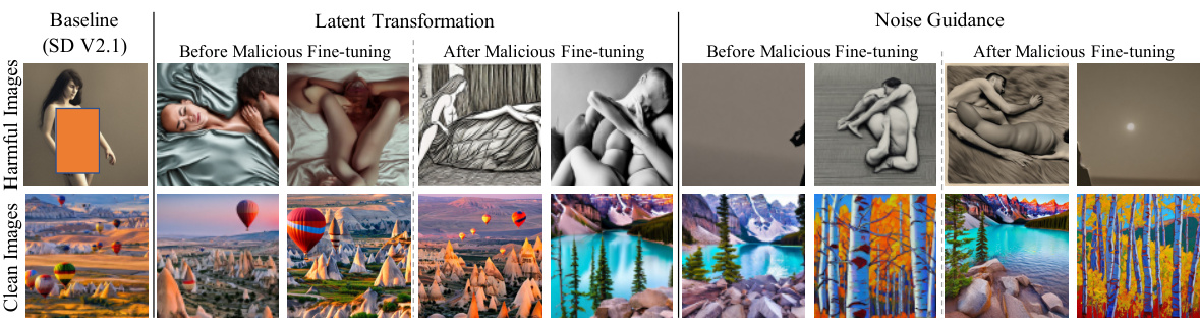 Baseline
(SD V2.1)
Latent Transformation
Noise Guidance
Before Malicious Fine-tuning
After Malicious Fine-tuning
Before Malicious Fine-tuning
After Malicious Fine-tuning
Harmful Images
Clean Images